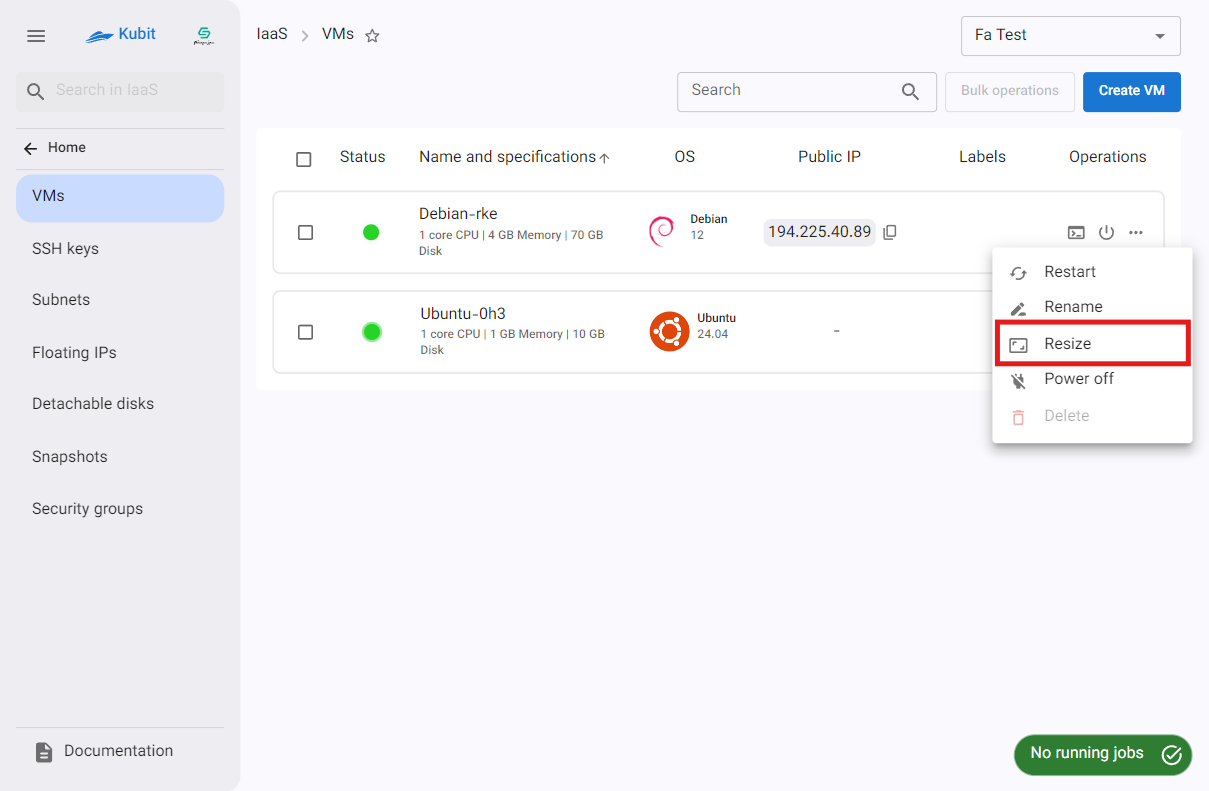 Kubit
IaaS > VMs
Fa Test
Search in IaaS
Search
Bulk operations
Create VM
Home
VMs
SSH keys
Subnets
Floating IPs
Detachable disks
Snapshots
Security groups
Documentation
Status
Name and specifications
OS
Public IP
Labels
Operations
Debian-rke
1 core CPU | 4 GB Memory | 70 GB
Disk
Debian
12
194.225.40.89
Ubuntu-0h3
1 core CPU | 1 GB Memory | 10 GB
Disk
Ubuntu
24.04
-
Restart
Rename
Resize
Power off
Delete
No running jobs